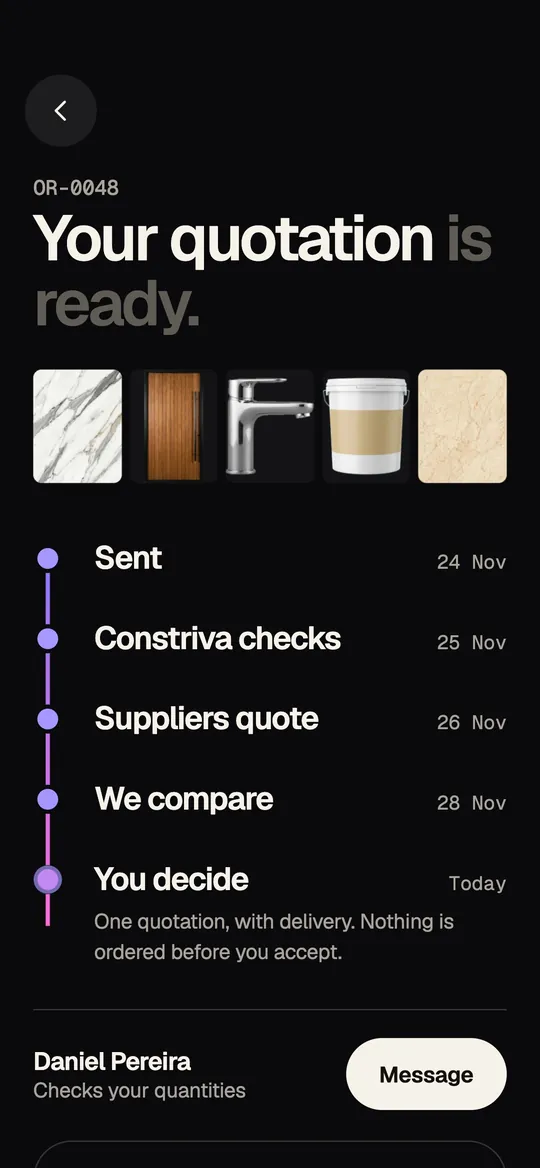 OR-0048
Your quotation is
ready.
Sent
24 Nov
Constriva checks
25 Nov
Suppliers quote
26 Nov
We compare
28 Nov
You decide
Today
One quotation, with delivery. Nothing is
ordered before you accept.
Daniel Pereira
Checks your quantities
Message